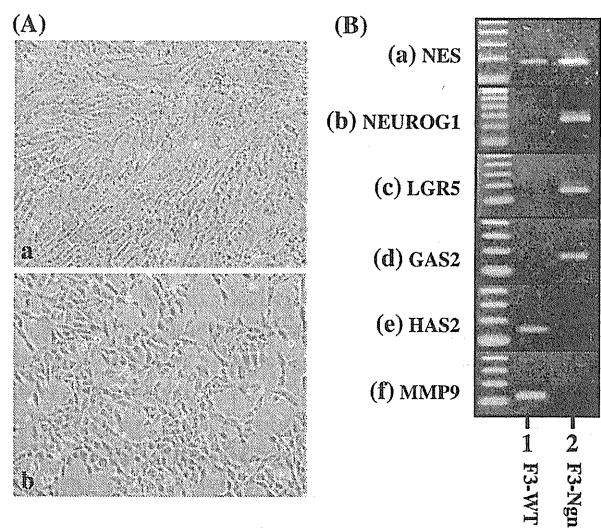 (A)
a
b
(B)
(a) NES
(b) NEUROG1
(c) LGR5
(d) GAS2
(e) HAS2
(f) MMP9
1
2
F3-WT
F3-Ngn